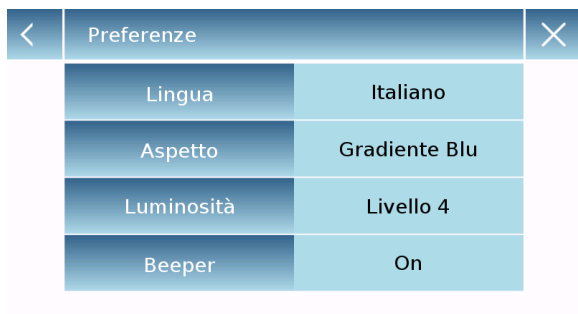 Preferenze
Lingua Italiano
Aspetto Gradiente Blu
Luminosità Livello 4
Beeper On